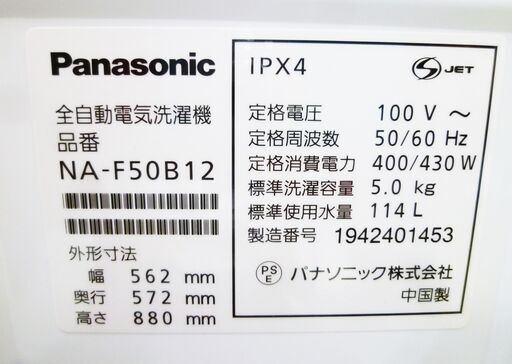 Panasonic
全自動電気洗濯機
品番
NA-F50B12
外形寸法
幅 562 mm
奥行 572 mm
高さ 880 mm
IPX4
S JET
定格電圧 100 V ～
定格周波数 50/60 Hz
定格消費電力 400/430 W
標準洗濯容量 5.0 kg
標準使用水量 114 L
製造番号 1942401453
PS E パナソニック株式会社
中国製